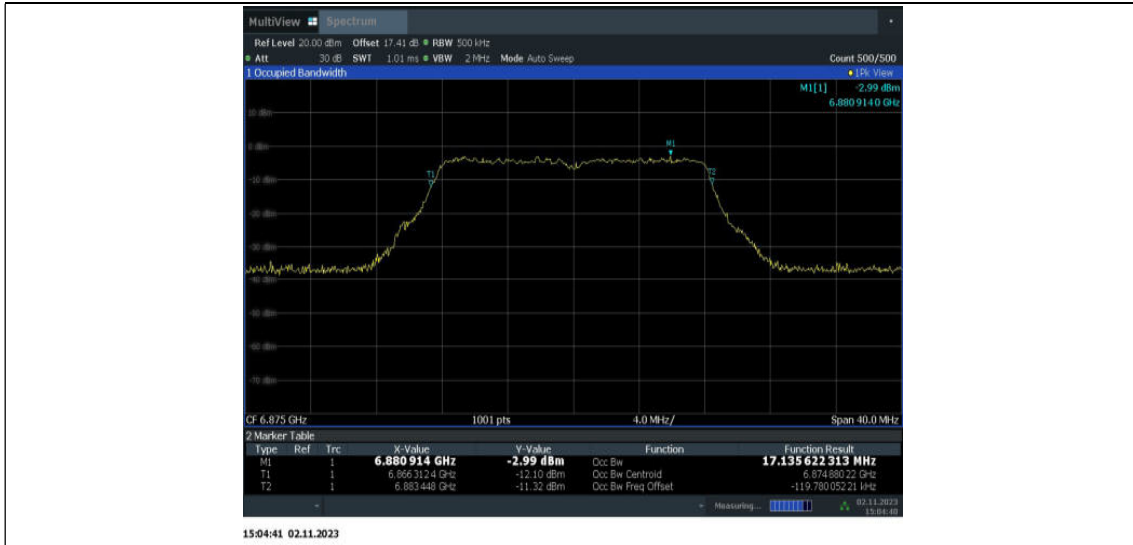 MultiView Spectrum
Ref Level 20.00 dBm Offset 17.41 dB RBW 500 kHz
Att 30 dB SWT 1.01 ms VBW 2 MHz Mode Auto Sweep Count 500/500
1 Occupied Bandwidth 1Pk View
M1[1] -2.99 dBm
6.880 9140 GHz
10 dBm
0 dBm
M1
T1
T2
-10 dBm
-20 dBm
-30 dBm
-40 dBm
-50 dBm
-60 dBm
-70 dBm
CF 6.875 GHz 1001 pts 4.0 MHz/ Span 40.0 MHz
2 Marker Table
Type Ref Trc X-Value Y-Value Function Function Result
M1 1 6.880 914 GHz -2.99 dBm Occ Bw 17.135 622 313 MHz
T1 1 6.866 312 4 GHz -12.10 dBm Occ Bw Centroid 6.874 880 22 GHz
T2 1 6.883 448 GHz -11.32 dBm Occ Bw Freq Offset -119.780 052 21 kHz
Measuring... 02.11.2023
15:04:40
15:04:41 02.11.2023